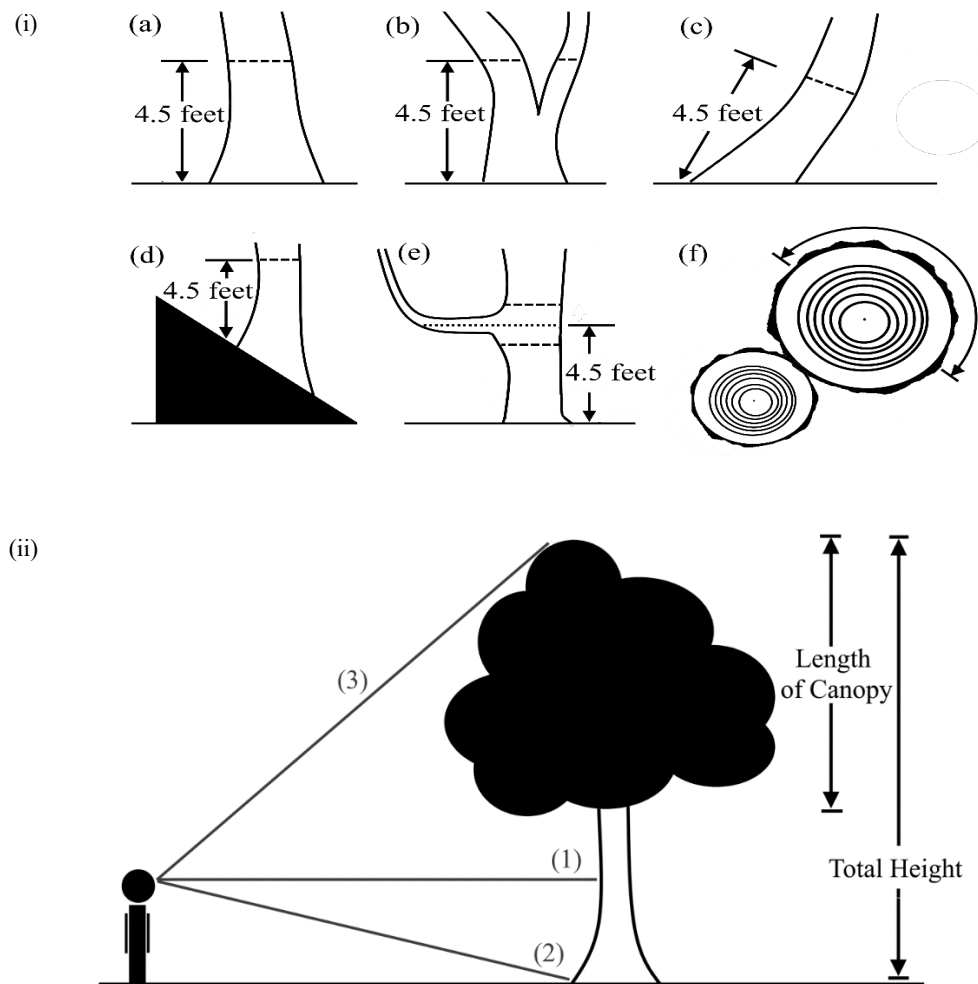 (i)
(a)
(b)
(c)
4.5 feet
4.5 feet
4.5 feet
(d)
(e)
(f)
4.5 feet
4.5 feet
(ii)
(3)
Length
of Canopy
(1)
Total Height
(2)